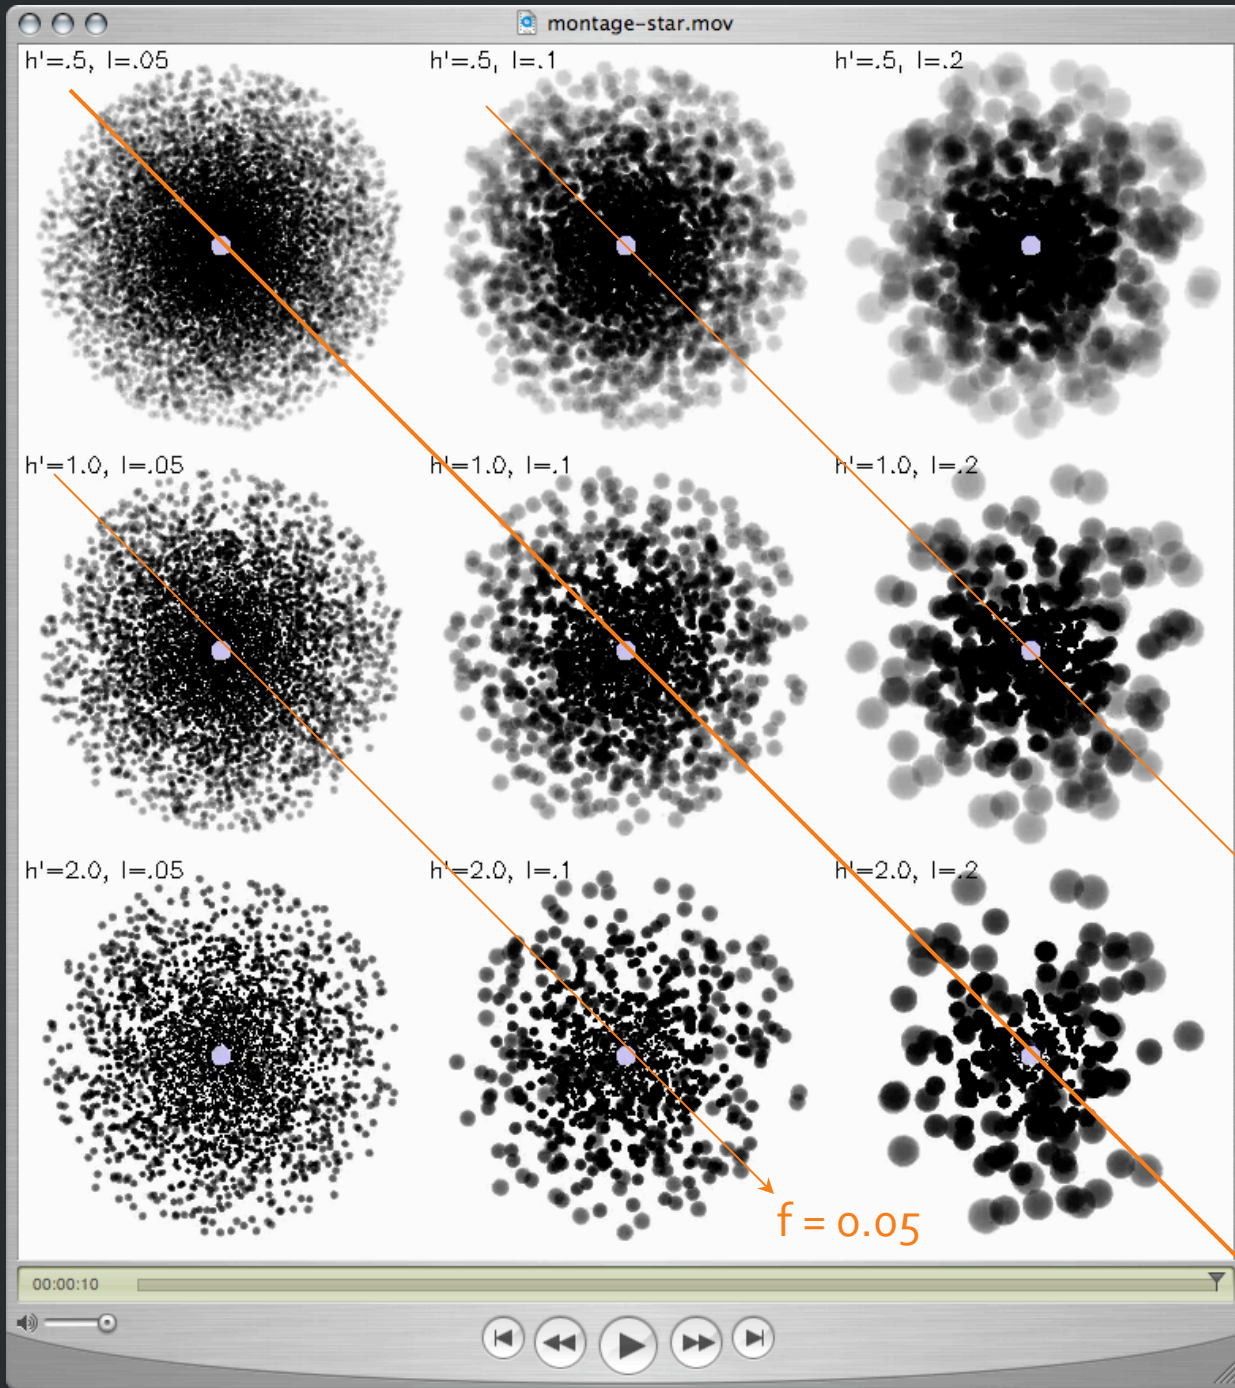 montage-star.mov
h'=.5, l=.05
h'=.5, l=.1
h'=.5, l=.2
h'=1.0, l=.05
h'=1.0, l=.1
h'=1.0, l=.2
h'=2.0, l=.05
h'=2.0, l=.1
h'=2.0, l=.2
f = 0.05
00:00:10